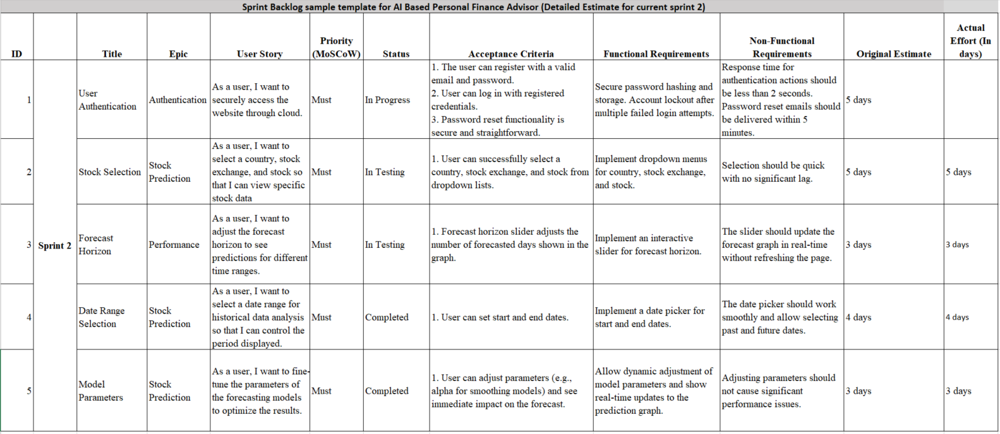 Sprint Backlog sample template for AI Based Personal Finance Advisor (Detailed Estimate for current sprint 2)
ID
Title
Epic
User Story
Priority
(MoSCoW)
Status
Acceptance Criteria
Functional Requirements
Non-Functional
Requirements
Original Estimate
Actual
Effort (In
days)
Sprint 2
1
User
Authentication
Authentication
As a user, I want to
securely access the
website through cloud.
Must
In Progress
1. The user can register with a valid
email and password.
2. User can log in with registered
credentials.
3. Password reset functionality is
secure and straightforward.
Secure password hashing and
storage. Account lockout after
multiple failed login attempts.
Response time for
authentication actions should
be less than 2 seconds.
Password reset emails should
be delivered within 5
minutes.
5 days
2
Stock Selection
Stock
Prediction
As a user, I want to
select a country, stock
exchange, and stock so
that I can view specific
stock data
Must
In Testing
1. User can successfully select a
country, stock exchange, and stock from
dropdown lists.
Implement dropdown menus
for country, stock exchange,
and stock.
Selection should be quick
with no significant lag.
5 days
5 days
3
Forecast
Horizon
Performance
As a user, I want to
adjust the forecast
horizon to see
predictions for different
time ranges.
Must
In Testing
1. Forecast horizon slider adjusts the
number of forecasted days shown in the
graph.
Implement an interactive
slider for forecast horizon.
The slider should update the
forecast graph in real-time
without refreshing the page.
3 days
3 days
4
Date Range
Selection
Stock
Prediction
As a user, I want to
select a date range for
historical data analysis
so that I can control the
period displayed.
Must
Completed
1. User can set start and end dates.
Implement a date picker for
start and end dates.
The date picker should work
smoothly and allow selecting
past and future dates.
4 days
4 days
5
Model
Parameters
Stock
Prediction
As a user, I want to fine-
tune the parameters of
the forecasting models
to optimize the results.
Must
Completed
1. User can adjust parameters (e.g.,
alpha for smoothing models) and see
immediate impact on the forecast.
Allow dynamic adjustment of
model parameters and show
real-time updates to the
prediction graph.
Adjusting parameters should
not cause significant
performance issues.
3 days
3 days